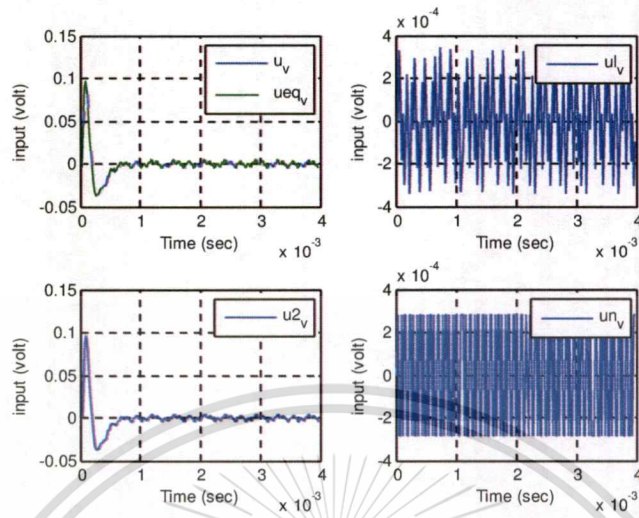 x 10⁻⁴
0.15
0.10
0.05
0
-0.05
input (volt)
u_v
ueq_v
0 1 2 3 4
Time (sec)
x 10⁻³
4
2
0
-2
-4
input (volt)
ul_v
0 1 2 3 4
Time (sec)
x 10⁻³
0.15
0.1
0.05
0
-0.05
input (volt)
u2_v
0 1 2 3 4
Time (sec)
x 10⁻³
x 10⁻⁴
4
2
0
-2
-4
input (volt)
un_v
0 1 2 3 4
Time (sec)
x 10⁻³